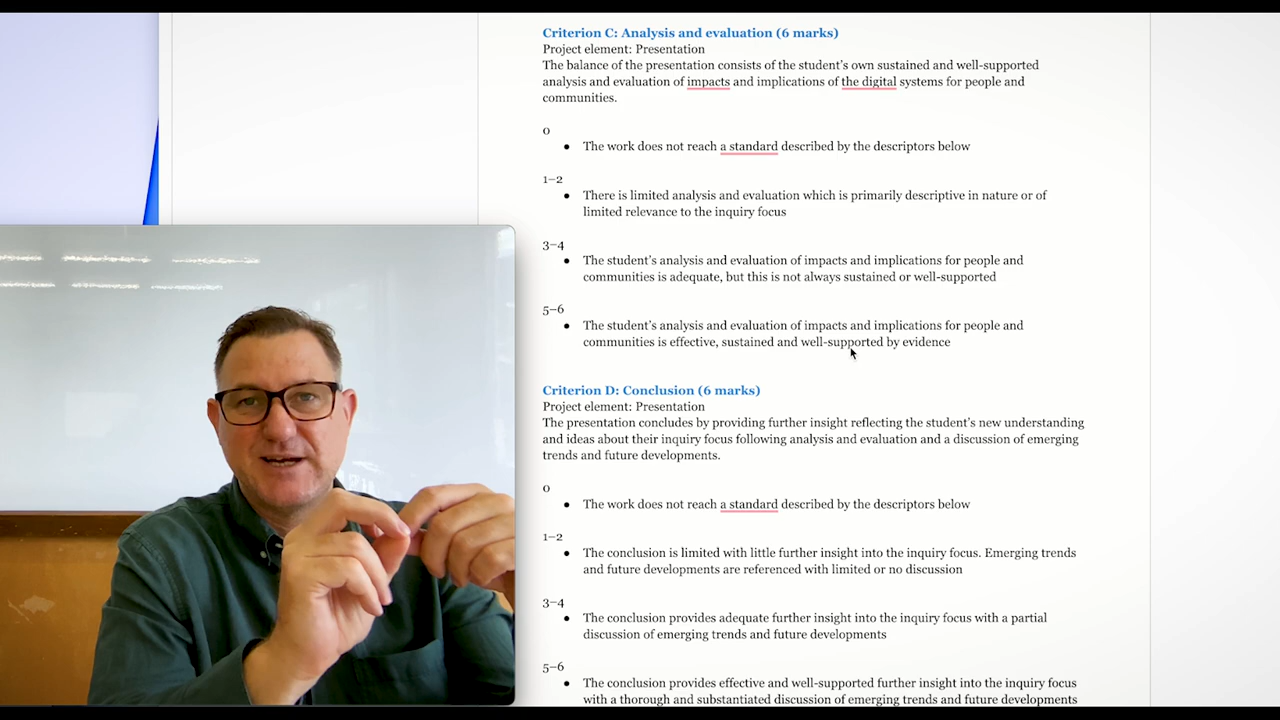 Criterion C: Analysis and evaluation (6 marks)
Project element: Presentation
The balance of the presentation consists of the student's own sustained and well-supported
analysis and evaluation of impacts and implications of the digital systems for people and
communities.
0
● The work does not reach a standard described by the descriptors below
1–2
● There is limited analysis and evaluation which is primarily descriptive in nature or of
limited relevance to the inquiry focus
3–4
● The student's analysis and evaluation of impacts and implications for people and
communities is adequate, but this is not always sustained or well-supported
5–6
● The student's analysis and evaluation of impacts and implications for people and
communities is effective, sustained and well-supported by evidence
Criterion D: Conclusion (6 marks)
Project element: Presentation
The presentation concludes by providing further insight reflecting the student's new understanding
and ideas about their inquiry focus following analysis and evaluation and a discussion of emerging
trends and future developments.
0
● The work does not reach a standard described by the descriptors below
1–2
● The conclusion is limited with little further insight into the inquiry focus. Emerging trends
and future developments are referenced with limited or no discussion
3–4
● The conclusion provides adequate further insight into the inquiry focus with a partial
discussion of emerging trends and future developments
5–6
● The conclusion provides effective and well-supported further insight into the inquiry focus
with a thorough and substantiated discussion of emerging trends and future developments